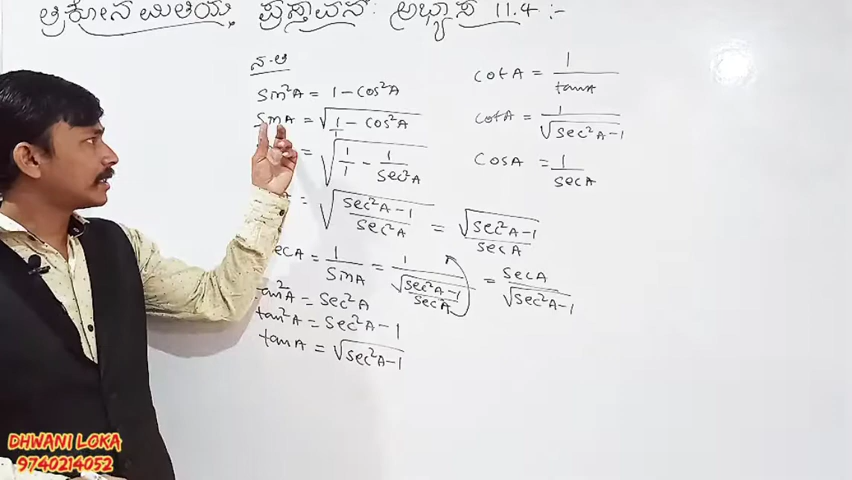 ತ್ರಿಕೋನಮಿತಿಯ ಪ್ರಸ್ತಾವನೆ: ಅಭ್ಯಾಸ 11.4 :-
sin²A = 1 - cos²A
sinA = √(1 - cos²A)
= √(1/1 - 1/sec²A)
A = √((sec²A - 1)/sec²A) = √(sec²A - 1)/secA
ecA = 1/sinA = 1/(√(sec²A - 1)/secA) = secA/√(sec²A - 1)
tan²A = sec²A
tan²A = sec²A - 1
tanA = √(sec²A - 1)
cotA = 1/tanA
cotA = 1/√(sec²A - 1)
cosA = 1/secA
DHWANI LOKA
9740214052